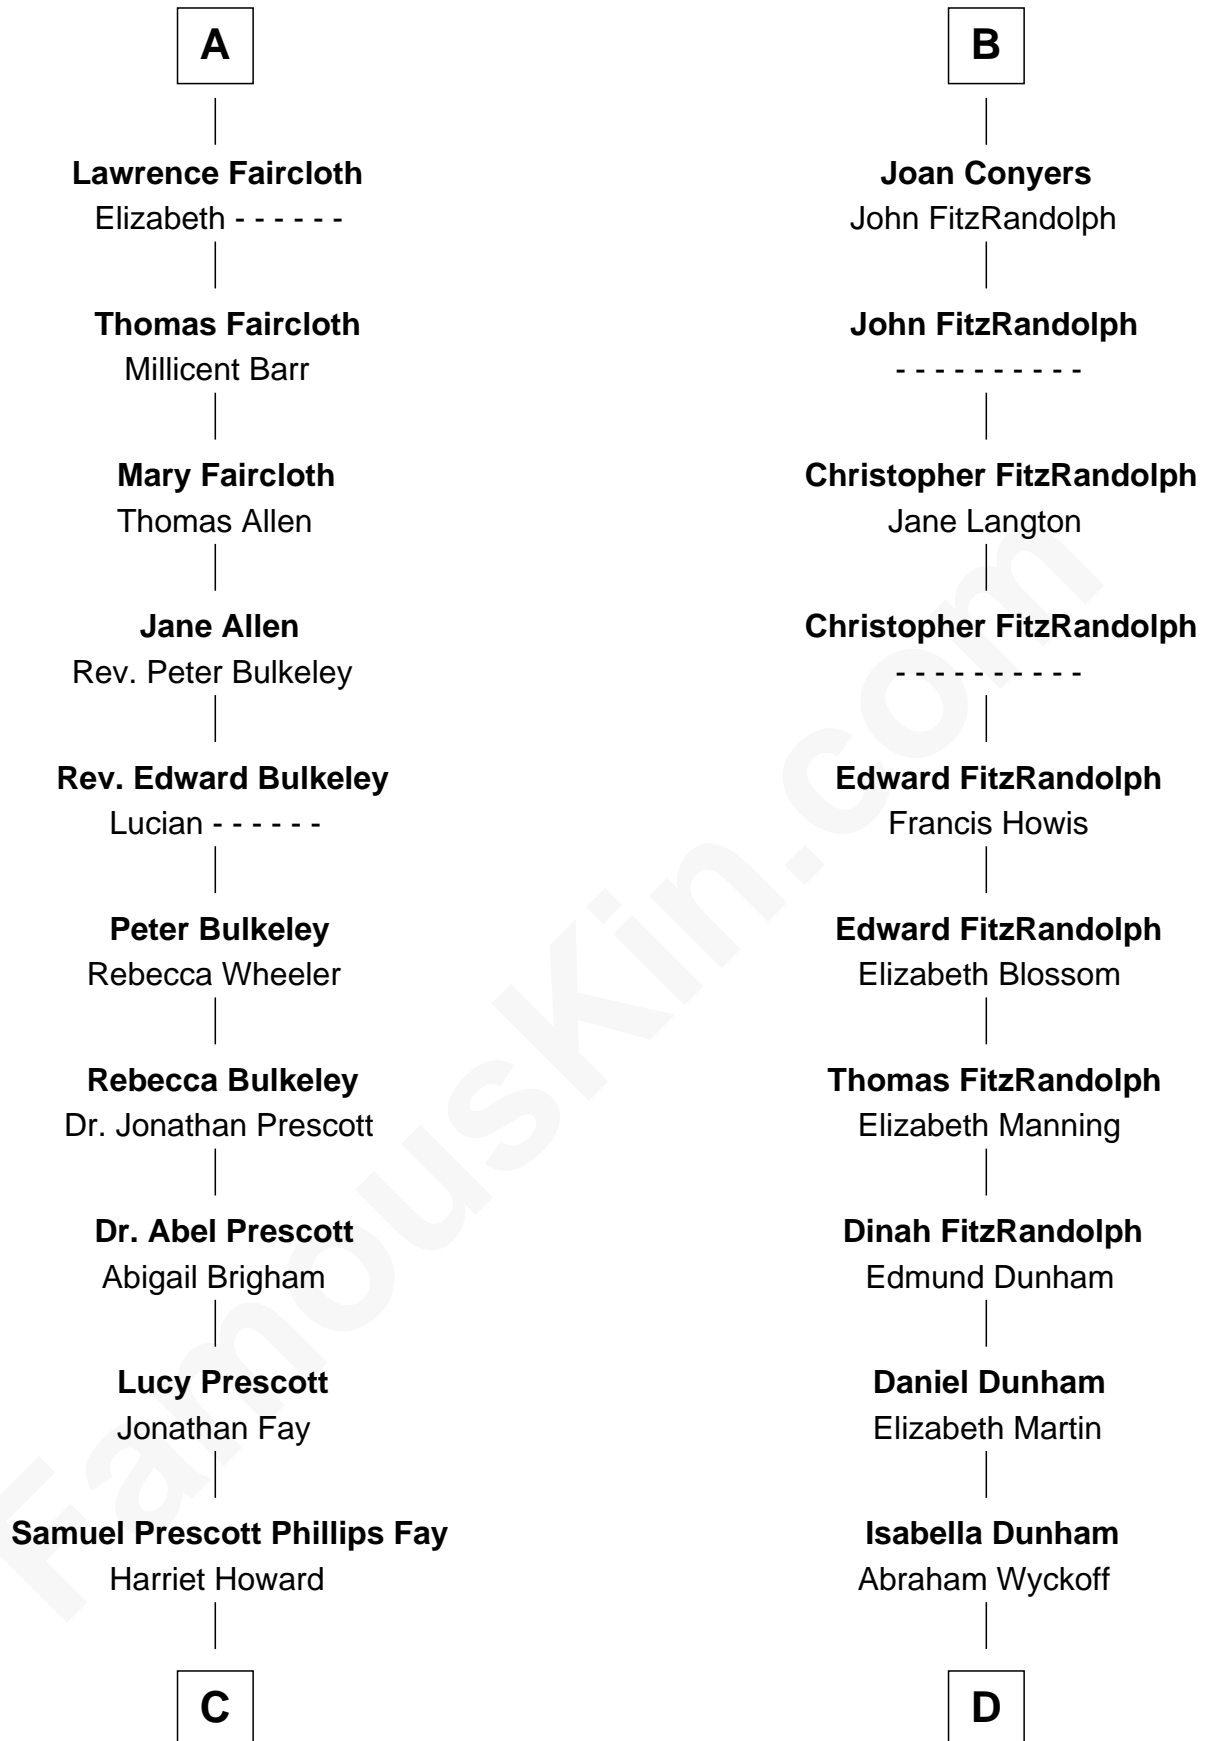 A
Lawrence Faircloth
Elizabeth - - - - - -
Thomas Faircloth
Millicent Barr
Mary Faircloth
Thomas Allen
Jane Allen
Rev. Peter Bulkeley
Rev. Edward Bulkeley
Lucian - - - - - -
Peter Bulkeley
Rebecca Wheeler
Rebecca Bulkeley
Dr. Jonathan Prescott
Dr. Abel Prescott
Abigail Brigham
Lucy Prescott
Jonathan Fay
Samuel Prescott Phillips Fay
Harriet Howard
C
B
Joan Conyers
John FitzRandolph
John FitzRandolph
- - - - - - - - - -
Christopher FitzRandolph
Jane Langton
Christopher FitzRandolph
- - - - - - - - - -
Edward FitzRandolph
Francis Howis
Edward FitzRandolph
Elizabeth Blossom
Thomas FitzRandolph
Elizabeth Manning
Dinah FitzRandolph
Edmund Dunham
Daniel Dunham
Elizabeth Martin
Isabella Dunham
Abraham Wyckoff
D
FamousKin.com